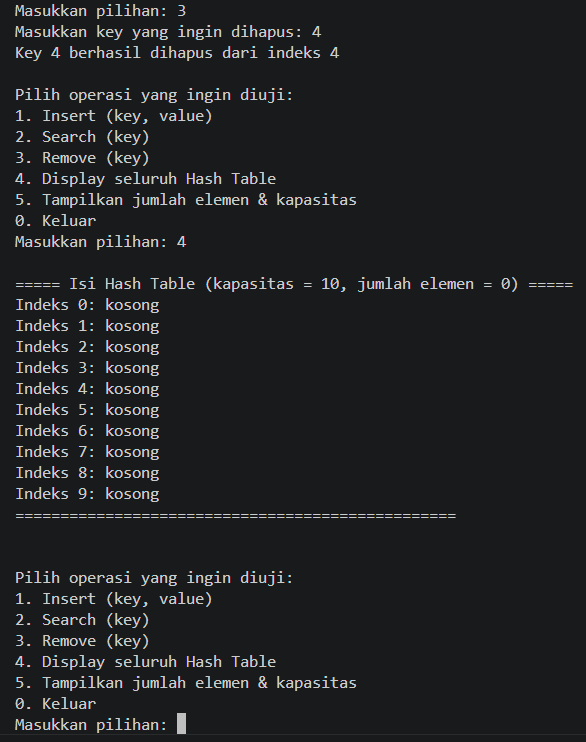 Masukkan pilihan: 3
Masukkan key yang ingin dihapus: 4
Key 4 berhasil dihapus dari indeks 4
Pilih operasi yang ingin diuji:
1. Insert (key, value)
2. Search (key)
3. Remove (key)
4. Display seluruh Hash Table
5. Tampilkan jumlah elemen & kapasitas
0. Keluar
Masukkan pilihan: 4
===== Isi Hash Table (kapasitas = 10, jumlah elemen = 0) =====
Indeks 0: kosong
Indeks 1: kosong
Indeks 2: kosong
Indeks 3: kosong
Indeks 4: kosong
Indeks 5: kosong
Indeks 6: kosong
Indeks 7: kosong
Indeks 8: kosong
Indeks 9: kosong
=================================================
Pilih operasi yang ingin diuji:
1. Insert (key, value)
2. Search (key)
3. Remove (key)
4. Display seluruh Hash Table
5. Tampilkan jumlah elemen & kapasitas
0. Keluar
Masukkan pilihan: